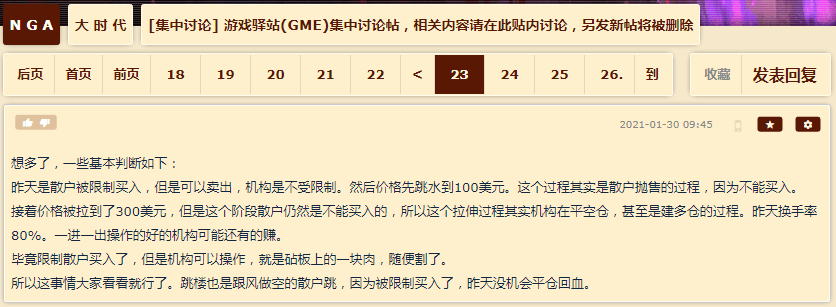 NGA 大时代 [集中讨论] 游戏驿站(GME)集中讨论帖，相关内容请在此贴内讨论，另发新帖将被删除
后页 首页 前页 18 19 20 21 22 < 23 24 25 26. 到 收藏 发表回复
2021-01-30 09:45
想多了，一些基本判断如下：
昨天是散户被限制买入，但是可以卖出，机构是不受限制。然后价格先跳水到100美元。这个过程其实是散户抛售的过程，因为不能买入。
接着价格被拉到了300美元，但是这个阶段散户仍然是不能买入的，所以这个拉伸过程其实机构在平空仓，甚至是建多仓的过程。昨天换手率
80%。一进一出操作的好的机构可能还有的赚。
毕竟限制散户买入了，但是机构可以操作，就是砧板上的一块肉，随便割了。
所以这事情大家看看就行了。跳楼也是跟风做空的散户跳，因为被限制买入了，昨天没机会平仓回血。